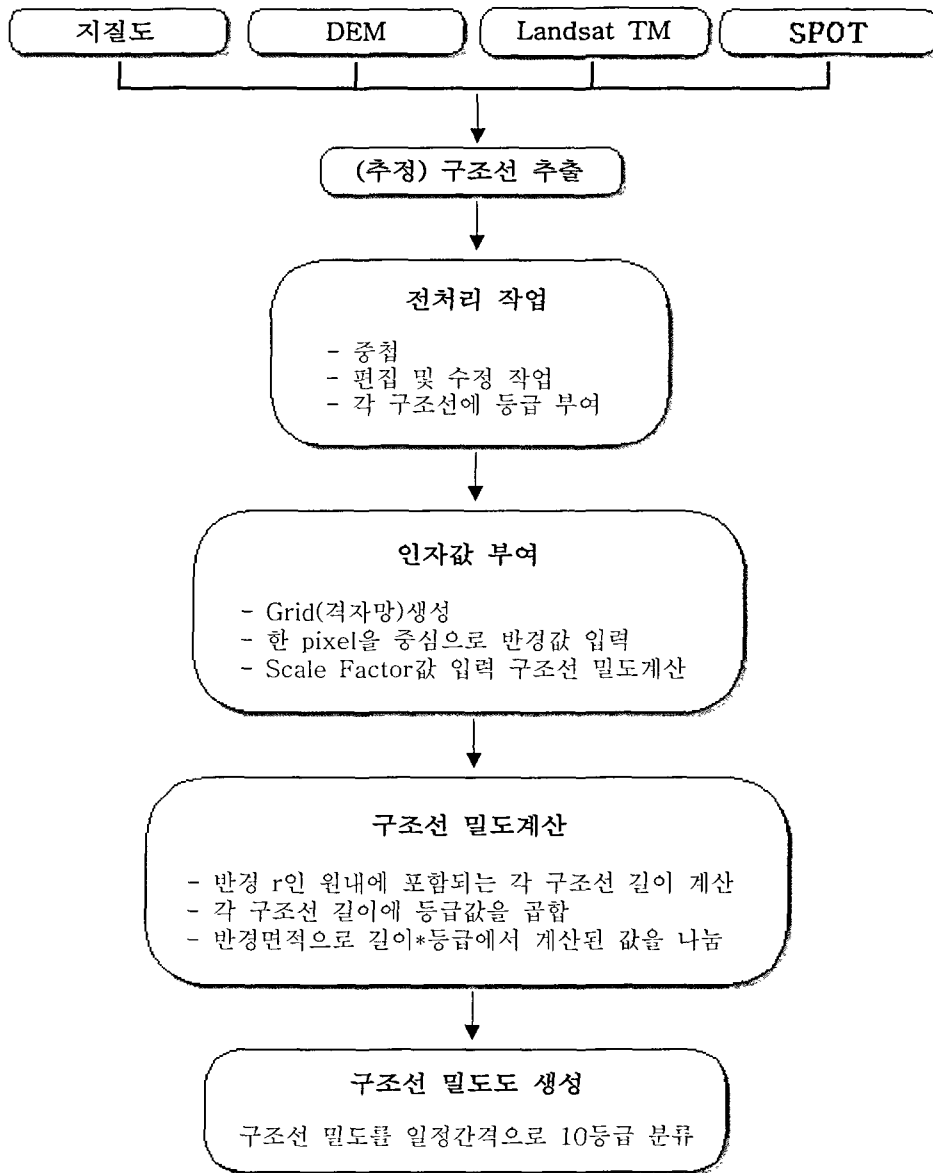 지질도
DEM
Landsat TM
SPOT
(추정) 구조선 추출
전처리 작업
- 중첩
- 편집 및 수정 작업
- 각 구조선에 등급 부여
인자값 부여
- Grid(격자망)생성
- 한 pixel을 중심으로 반경값 입력
- Scale Factor값 입력 구조선 밀도계산
구조선 밀도계산
- 반경 r인 원내에 포함되는 각 구조선 길이 계산
- 각 구조선 길이에 등급값을 곱합
- 반경면적으로 길이*등급에서 계산된 값을 나눔
구조선 밀도도 생성
구조선 밀도를 일정간격으로 10등급 분류